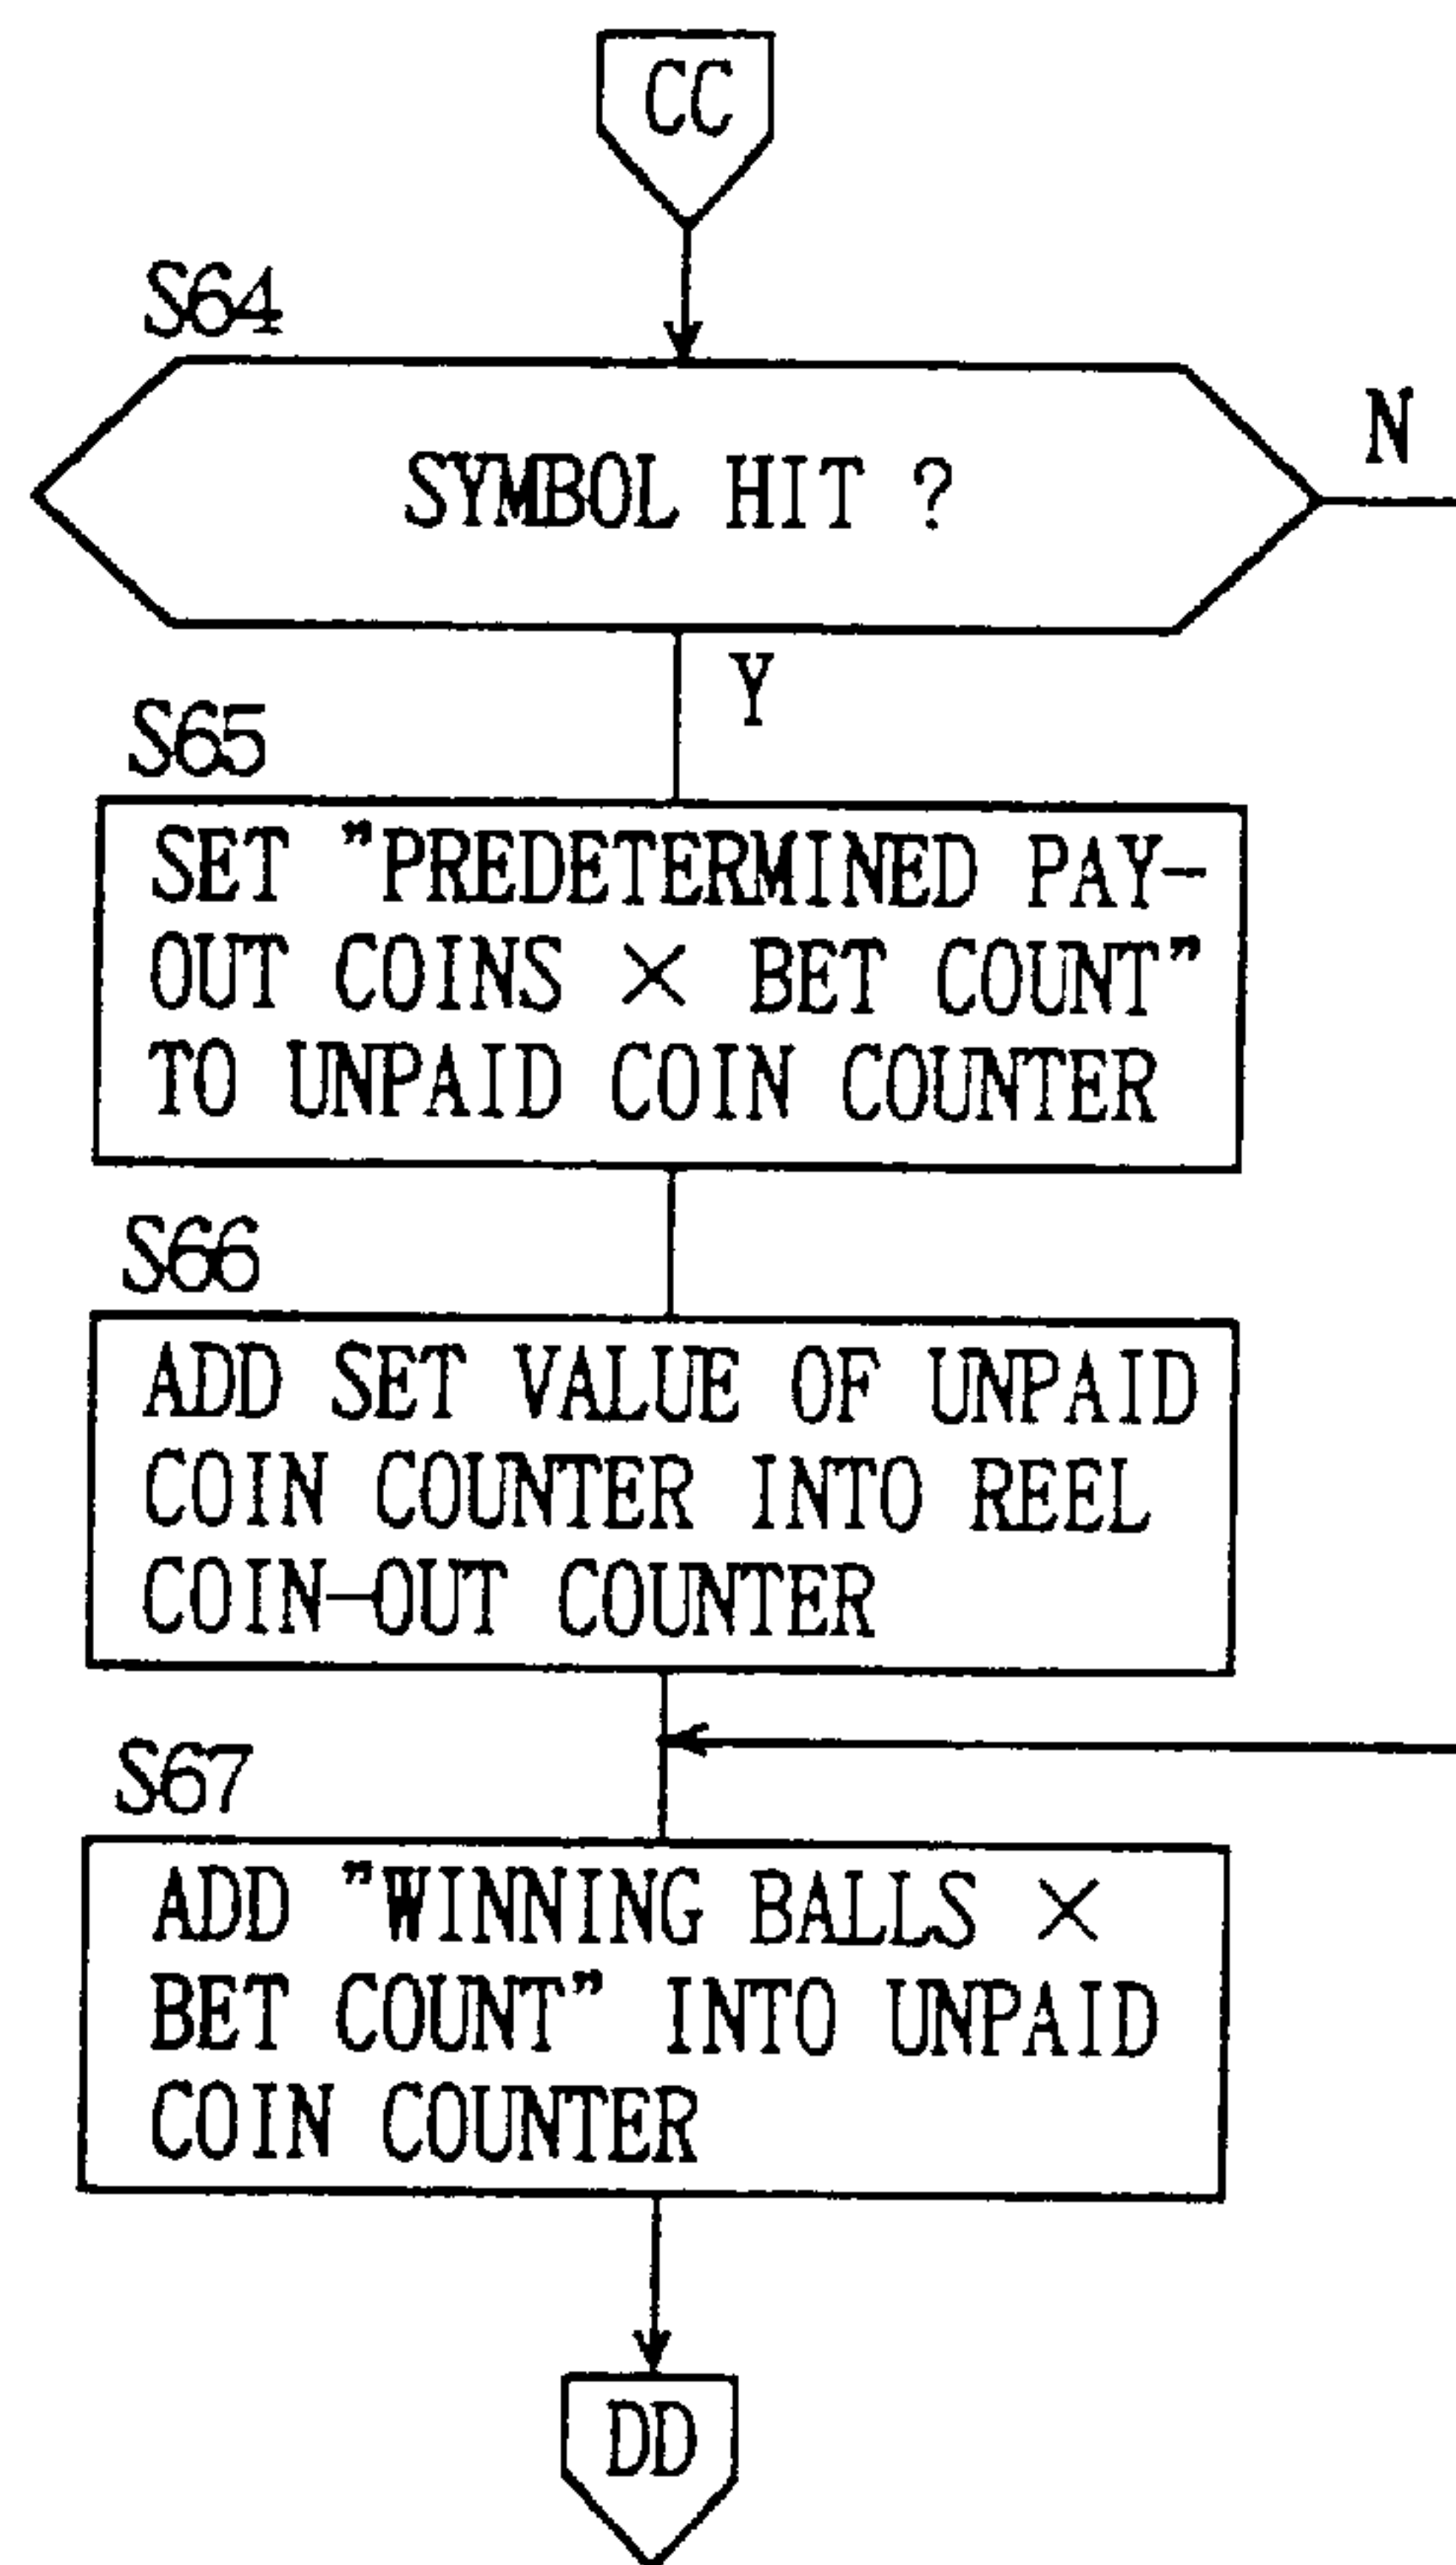 CC
S64
SYMBOL HIT ?
N
Y
S65
SET "PREDETERMINED PAY-
OUT COINS × BET COUNT"
TO UNPAID COIN COUNTER
S66
ADD SET VALUE OF UNPAID
COIN COUNTER INTO REEL
COIN-OUT COUNTER
S67
ADD "WINNING BALLS ×
BET COUNT" INTO UNPAID
COIN COUNTER
DD